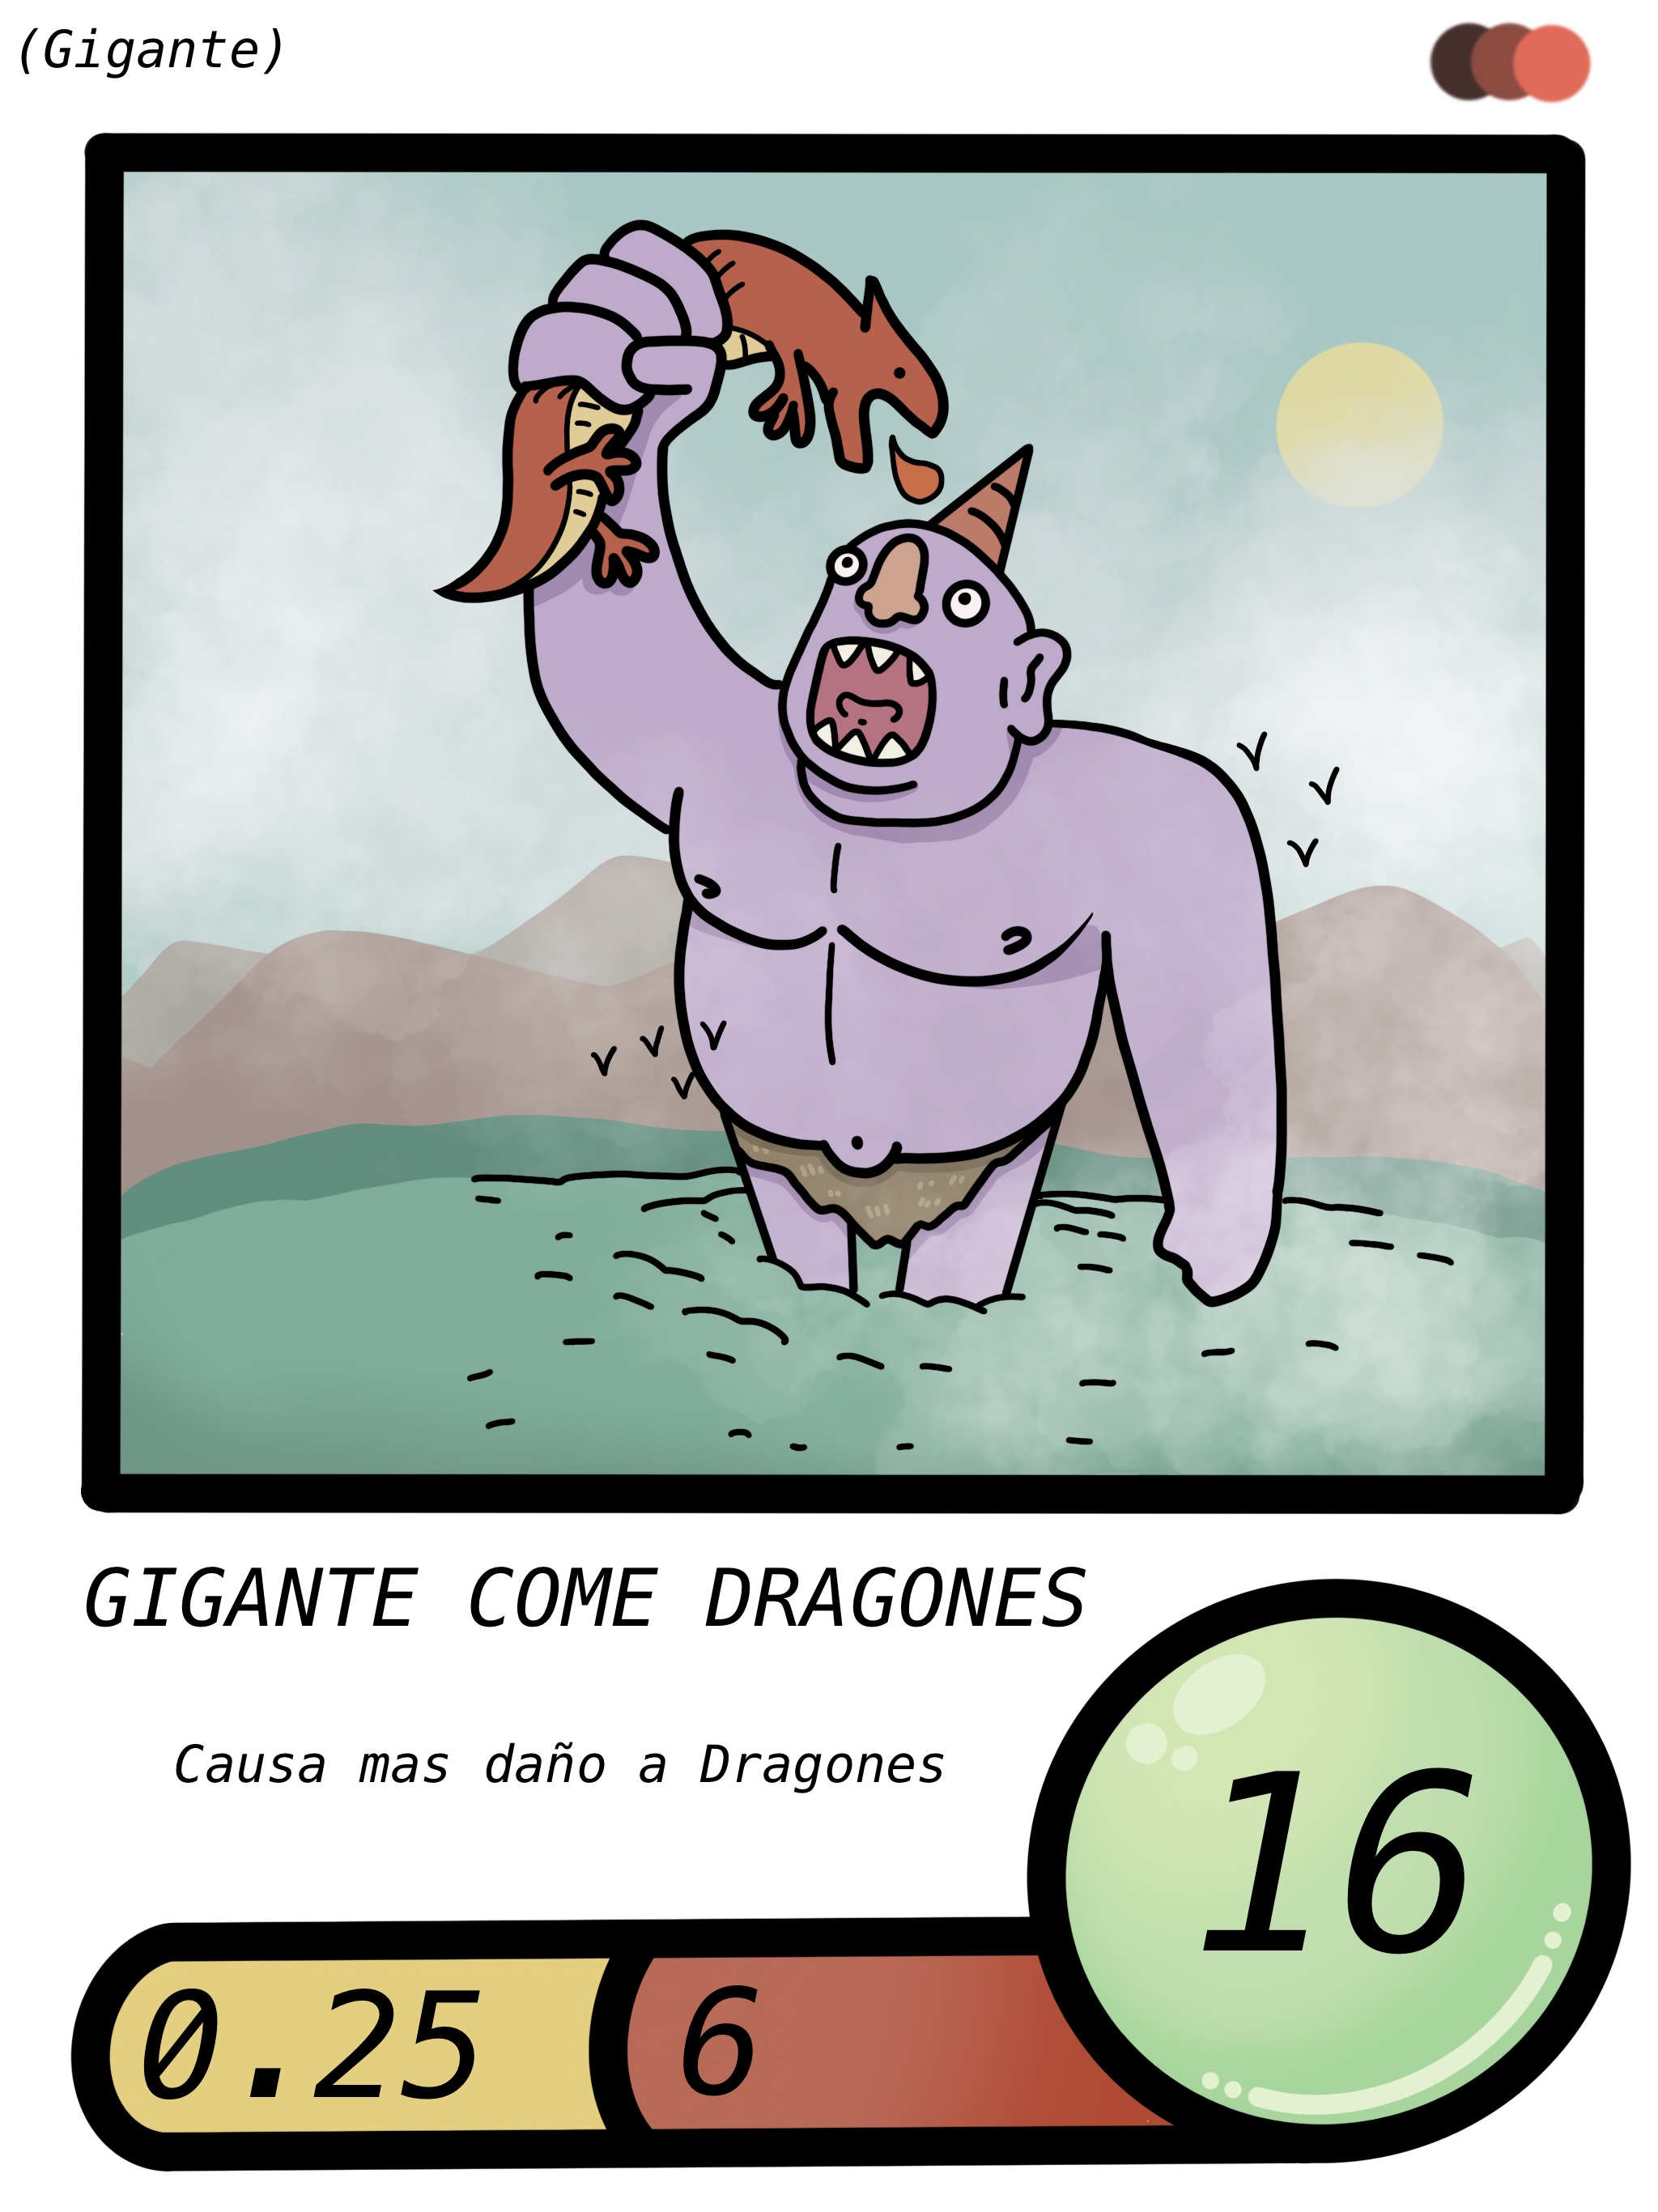 (Gigante)
GIGANTE COME DRAGONES
Causa mas daño a Dragones
16
0.25
6